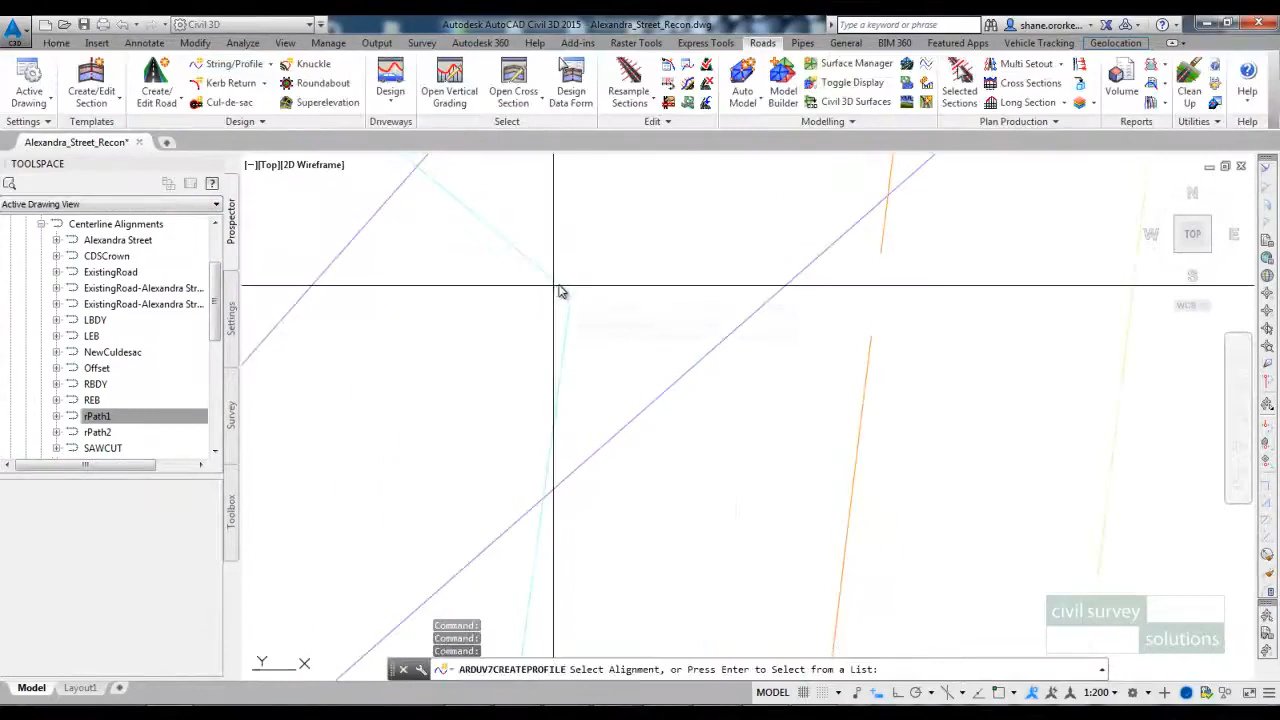 Civil 3D
Autodesk AutoCAD Civil 3D 2015 Alexandra_Street_Recon.dwg
Type a keyword or phrase
shane.rorke...
C3D
Home Insert Annotate Modify Analyze View Manage Output Survey Autodesk 360 Help Add-ins Raster Tools Express Tools Roads Pipes General BIM 360 Featured Apps Vehicle Tracking Geolocation
Active Drawing
Create/Edit Section
Create/ Edit Road
String/Profile
Kerb Return
Cul-de-sac
Knuckle
Roundabout
Superelevation
Design
Open Vertical Grading
Open Cross Section
Design Data Form
Resample Sections
Auto Model
Model Builder
Surface Manager
Toggle Display
Civil 3D Surfaces
Selected Sections
Multi Setout
Cross Sections
Long Section
Volume
Clean Up
Help
Settings Templates Design Driveways Select Edit Modelling Plan Production Reports Utilities Help
Alexandra_Street_Recon*
TOOLSPACE
[−][Top][2D Wireframe]
Active Drawing View
Centerline Alignments
Alexandra Street
CDSCrown
ExistingRoad
ExistingRoad-Alexandra Str...
ExistingRoad-Alexandra Str...
LBDY
LEB
NewCuldesac
Offset
RBDY
REB
rPath1
rPath2
SAWCUT
Prospector
Settings
Survey
Toolbox
N
W TOP E
S
WCS
civil survey
solutions
Command:
Command:
Command:
Y
X
ARDUV7CREATEPROFILE Select Alignment, or Press Enter to Select from a List:
Model Layout1
MODEL 1:200